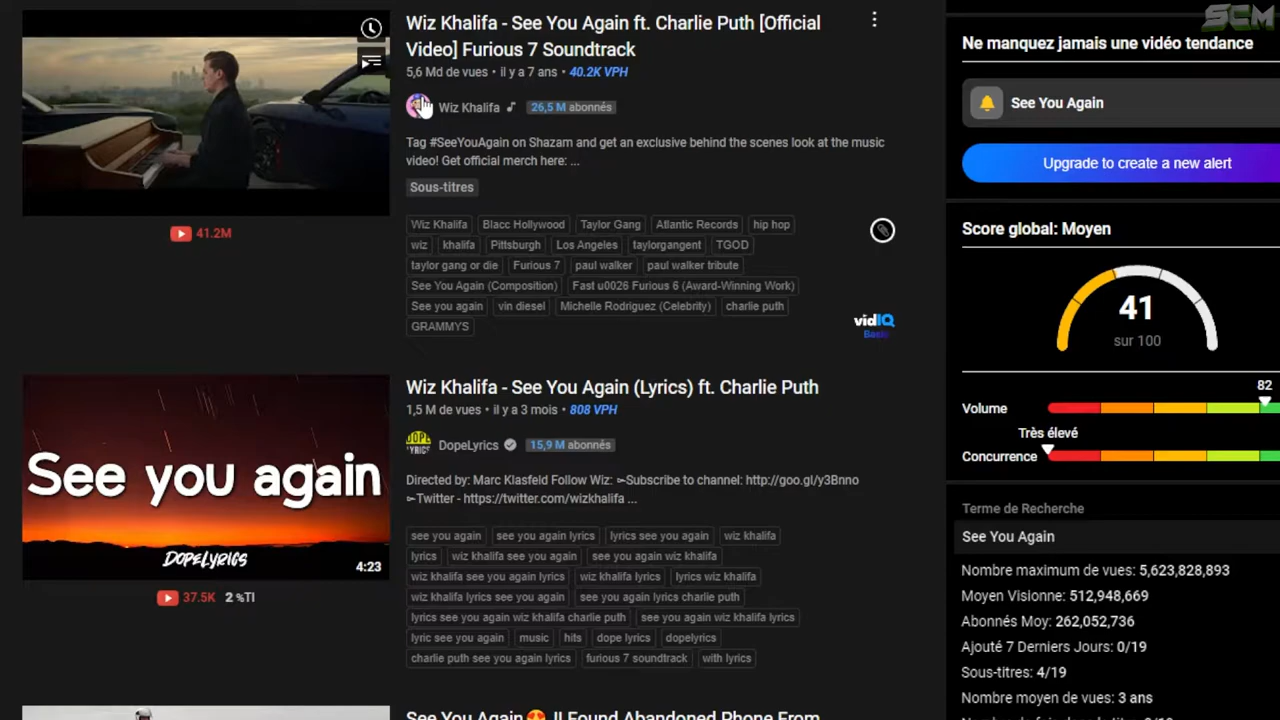 Wiz Khalifa - See You Again ft. Charlie Puth [Official
Video] Furious 7 Soundtrack
5,6 Md de vues • il y a 7 ans • 40.2K VPH
Wiz Khalifa 26,5 M abonnés
Tag #SeeYouAgain on Shazam and get an exclusive behind the scenes look at the music
video! Get official merch here: ...
Sous-titres
41.2M
Wiz Khalifa Blacc Hollywood Taylor Gang Atlantic Records hip hop
wiz khalifa Pittsburgh Los Angeles taylorgangent TGOD
taylor gang or die Furious 7 paul walker paul walker tribute
See You Again (Composition) Fast u0026 Furious 6 (Award-Winning Work)
See you again vin diesel Michelle Rodriguez (Celebrity) charlie puth
GRAMMYS
vidIQ
Basic
See you again
DOPELYRICS
4:23
37.5K 2 %TI
Wiz Khalifa - See You Again (Lyrics) ft. Charlie Puth
1,5 M de vues • il y a 3 mois • 808 VPH
DOPE
LYRICS
DopeLyrics 15,9 M abonnés
Directed by: Marc Klasfeld Follow Wiz: ➳Subscribe to channel: http://goo.gl/y3Bnno
➳Twitter - https://twitter.com/wizkhalifa ...
see you again see you again lyrics lyrics see you again wiz khalifa
lyrics wiz khalifa see you again see you again wiz khalifa
wiz khalifa see you again lyrics wiz khalifa lyrics lyrics wiz khalifa
wiz khalifa lyrics see you again see you again lyrics charlie puth
lyrics see you again wiz khalifa charlie puth see you again wiz khalifa lyrics
lyric see you again music hits dope lyrics dopelyrics
charlie puth see you again lyrics furious 7 soundtrack with lyrics
See You Again😍 I! Found Abandoned Phone From
SCM
Ne manquez jamais une vidéo tendance
See You Again
Upgrade to create a new alert
Score global: Moyen
41
sur 100
82
Volume
Très élevé
Concurrence
Terme de Recherche
See You Again
Nombre maximum de vues: 5,623,828,893
Moyen Visionne: 512,948,669
Abonnés Moy: 262,052,736
Ajouté 7 Derniers Jours: 0/19
Sous-titres: 4/19
Nombre moyen de vues: 3 ans